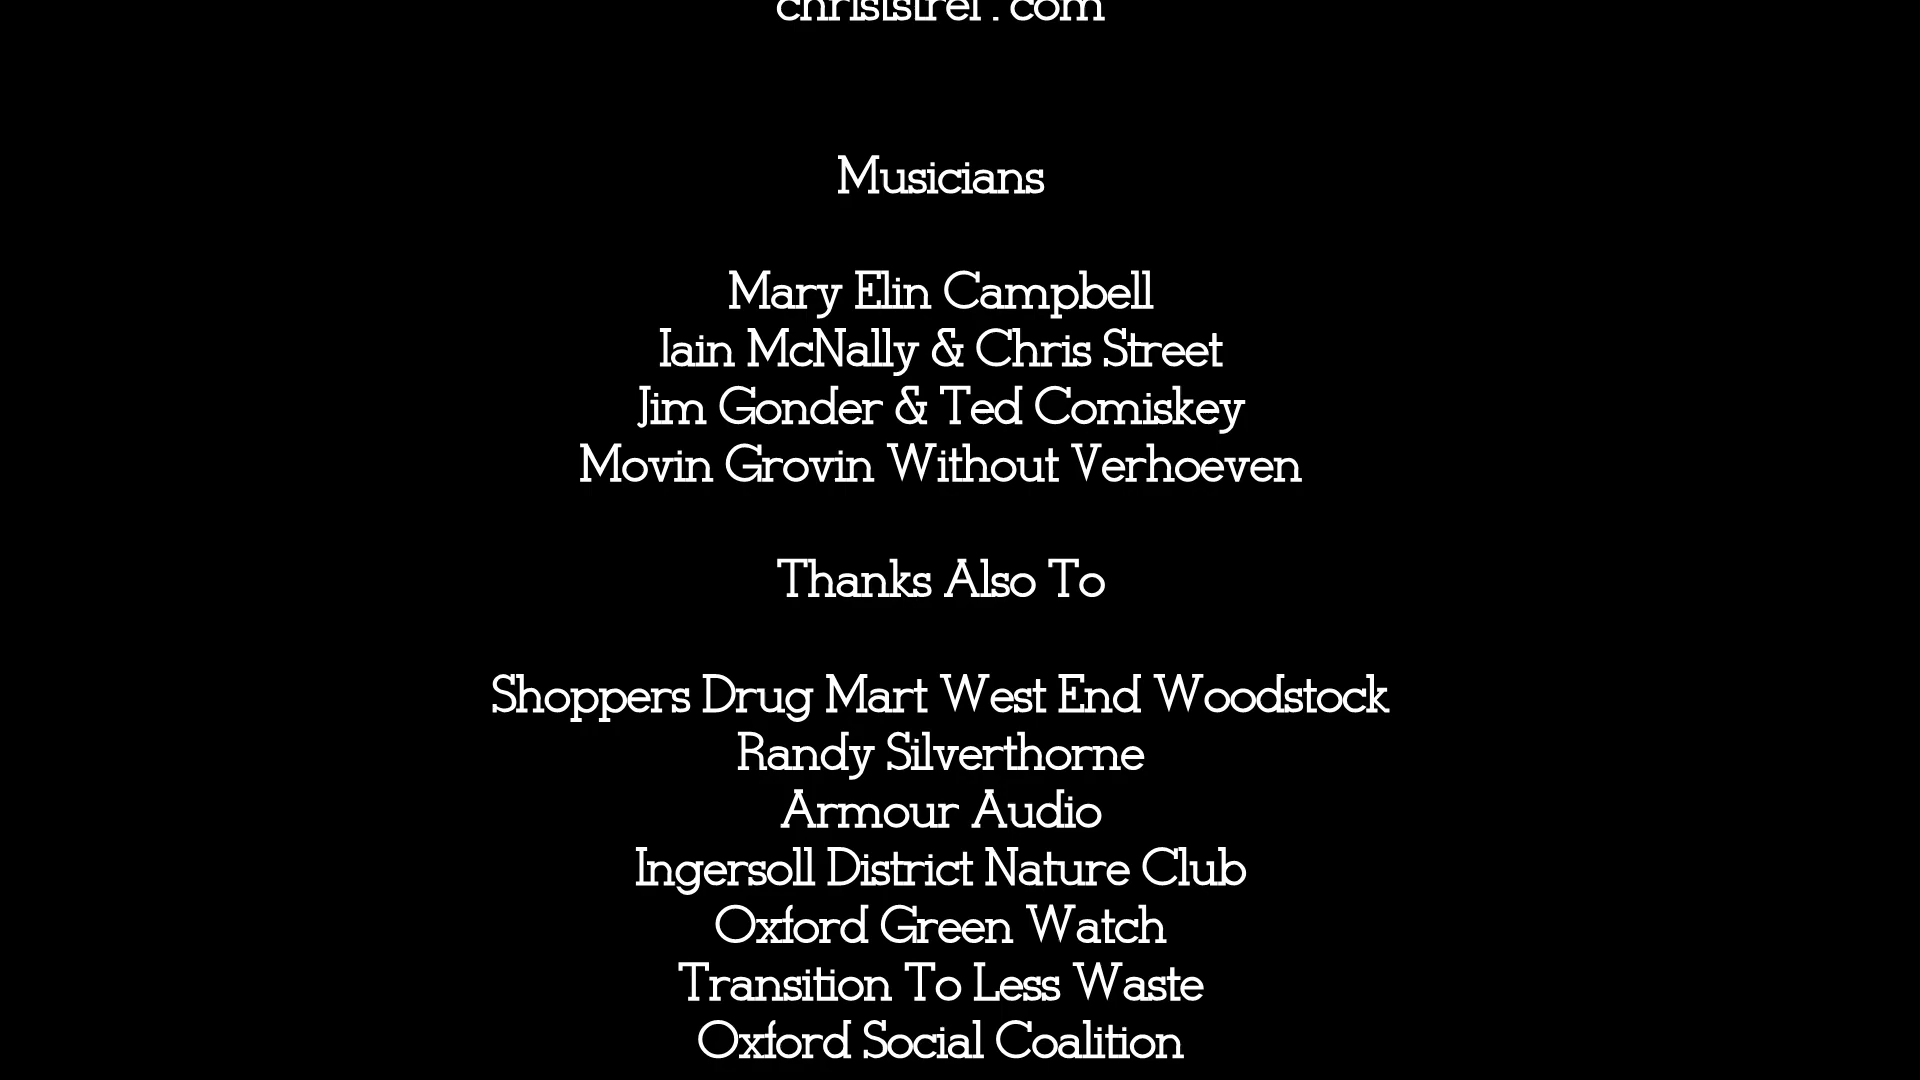 Musicians
Mary Elin Campbell
Iain McNally & Chris Street
Jim Gonder & Ted Comiskey
Movin Grovin Without Verhoeven
Thanks Also To
Shoppers Drug Mart West End Woodstock
Randy Silverthorne
Armour Audio
Ingersoll District Nature Club
Oxford Green Watch
Transition To Less Waste
Oxford Social Coalition